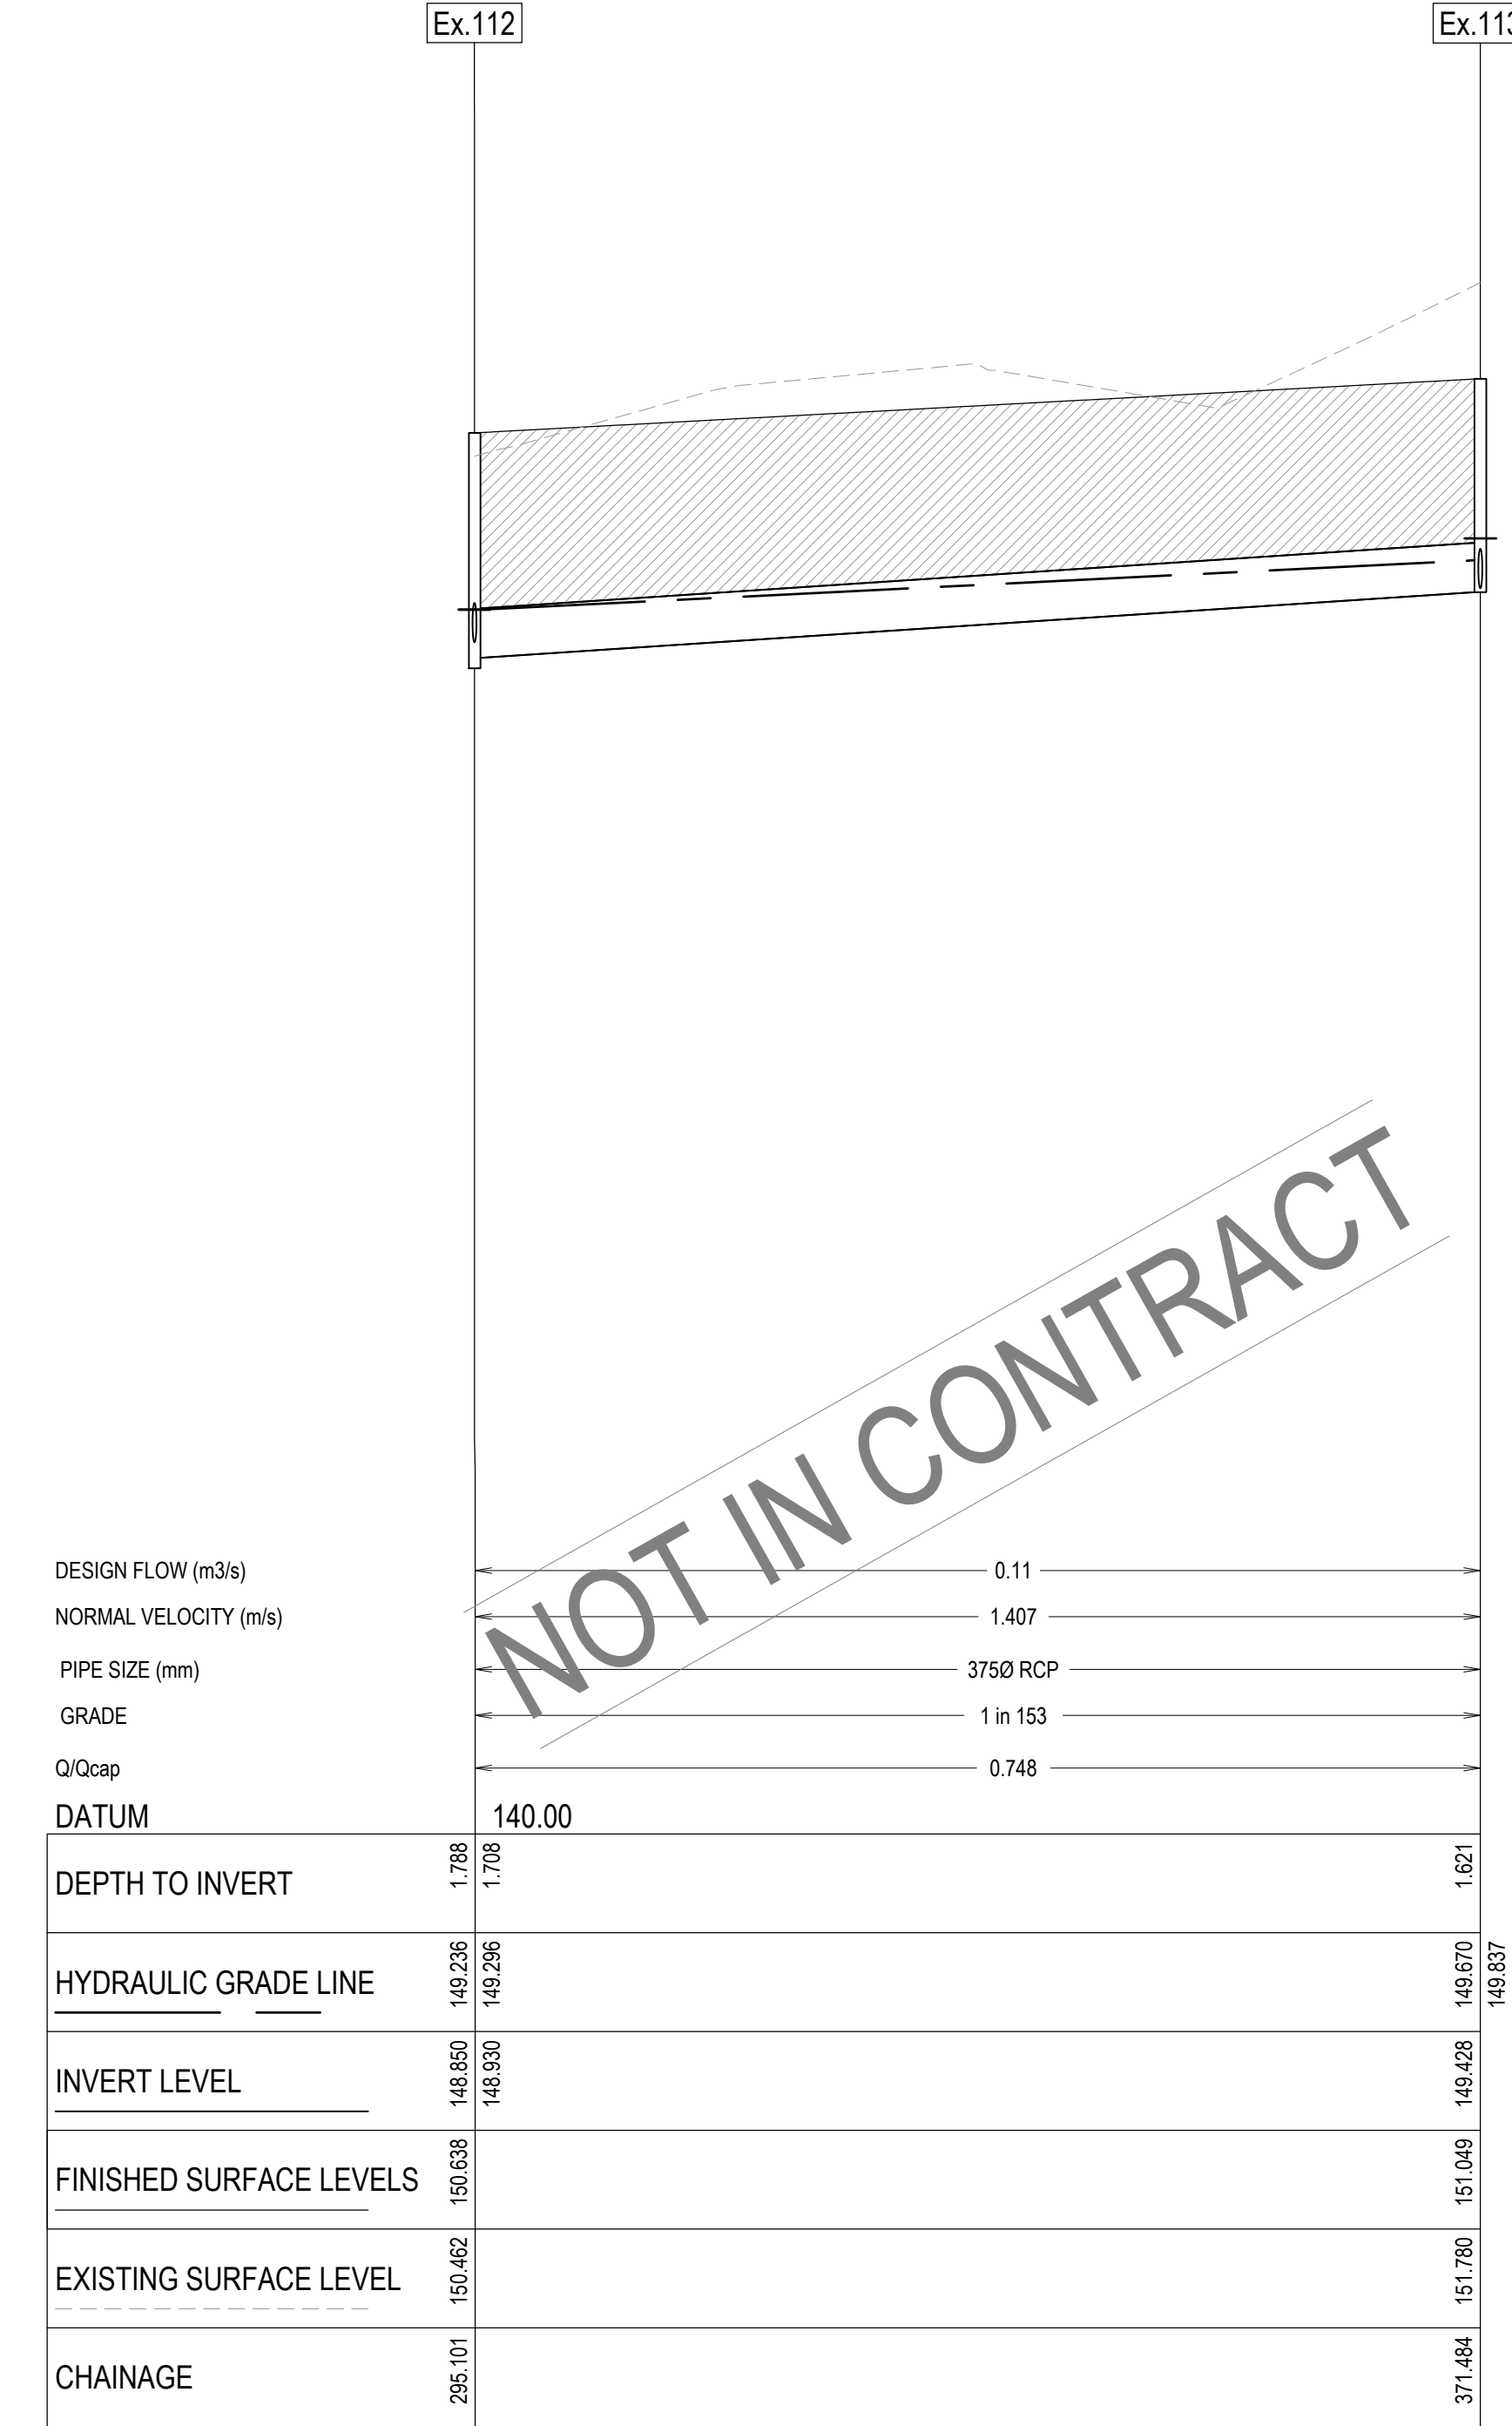 Ex.112
DESIGN FLOW (m3/s) 0.11
NORMAL VELOCITY (m/s) 1.407
PIPE SIZE (mm) 375Ø RCP
GRADE 1 in 153
Q/Qcap 0.748
NOT IN CONTRACT
DATUM 140.00
DEPTH TO INVERT 1.788 1.708 1.621
HYDRAULIC GRADE LINE 149.236 149.296 149.670 149.837
INVERT LEVEL 148.850 148.930 149.428
FINISHED SURFACE LEVELS 150.638 151.049
EXISTING SURFACE LEVEL 150.462 151.780
CHAINAGE 295.101 371.484